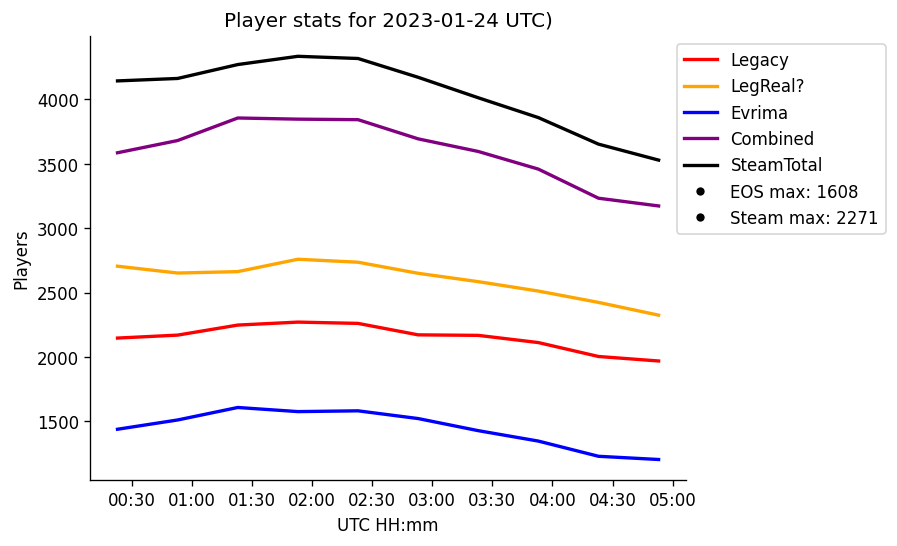 Player stats for 2023-01-24 UTC)
Legacy
LegReal?
Evrima
Combined
SteamTotal
EOS max: 1608
Steam max: 2271
Players
4000
3500
3000
2500
2000
1500
00:30 01:00 01:30 02:00 02:30 03:00 03:30 04:00 04:30 05:00
UTC HH:mm